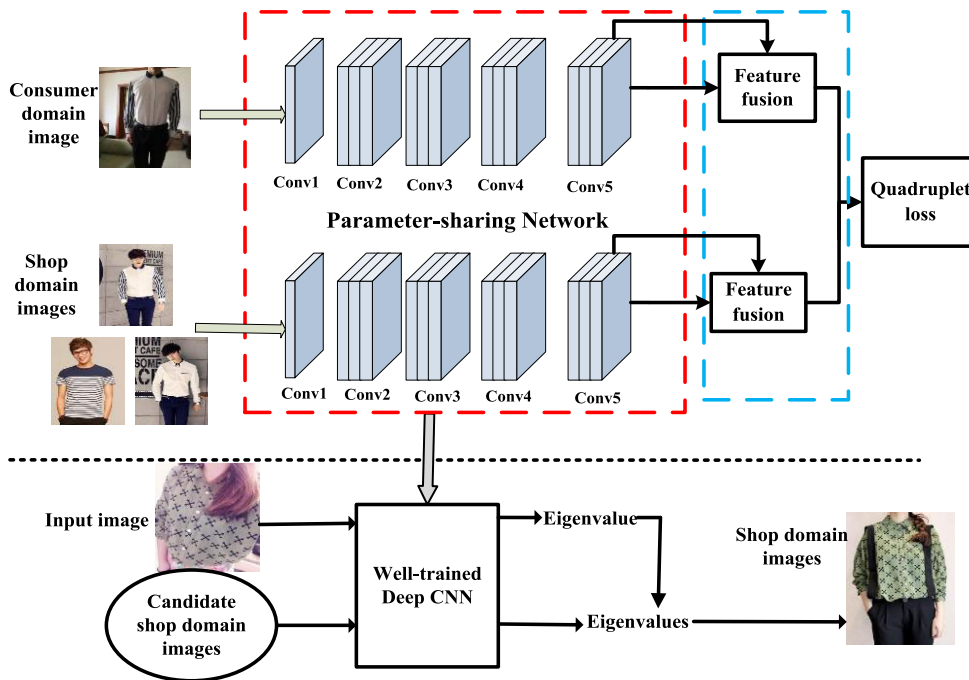 Consumer
domain
image
Conv1 Conv2 Conv3 Conv4 Conv5
Feature
fusion
Parameter-sharing Network
Quadruplet
loss
Shop
domain
images
Conv1 Conv2 Conv3 Conv4 Conv5
Feature
fusion
Input image
Candidate
shop domain
images
Well-trained
Deep CNN
Eigenvalue
Eigenvalues
Shop domain
images